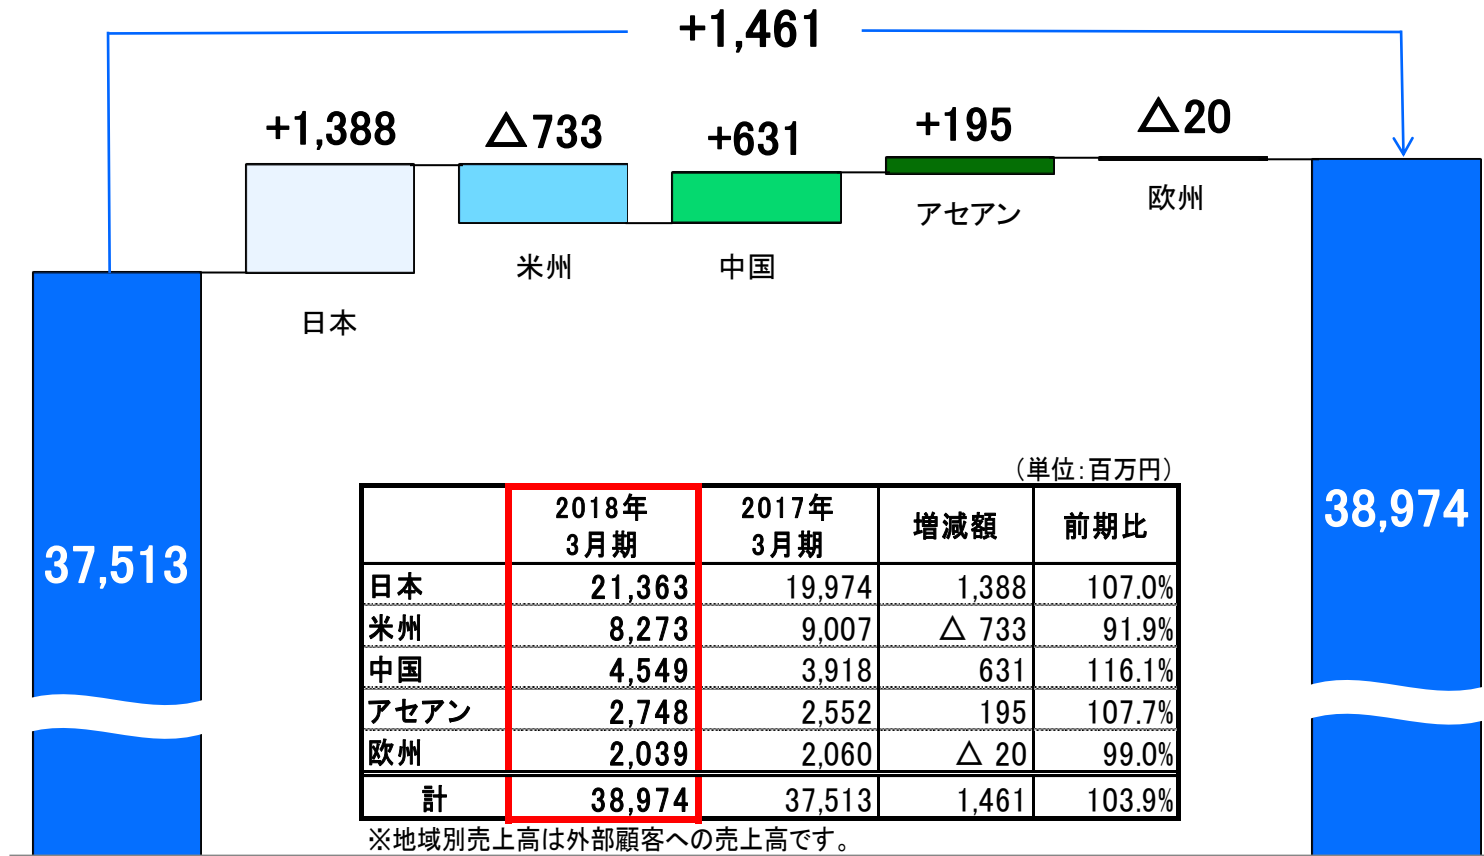 +1,461
+1,388
△733
+631
+195
△20
日本
米州
中国
アセアン
欧州
37,513
38,974
（単位：百万円）
2018年 3月期 2017年 3月期 増減額 前期比
日本 21,363 19,974 1,388 107.0%
米州 8,273 9,007 △ 733 91.9%
中国 4,549 3,918 631 116.1%
アセアン 2,748 2,552 195 107.7%
欧州 2,039 2,060 △ 20 99.0%
計 38,974 37,513 1,461 103.9%
※地域別売上高は外部顧客への売上高です。